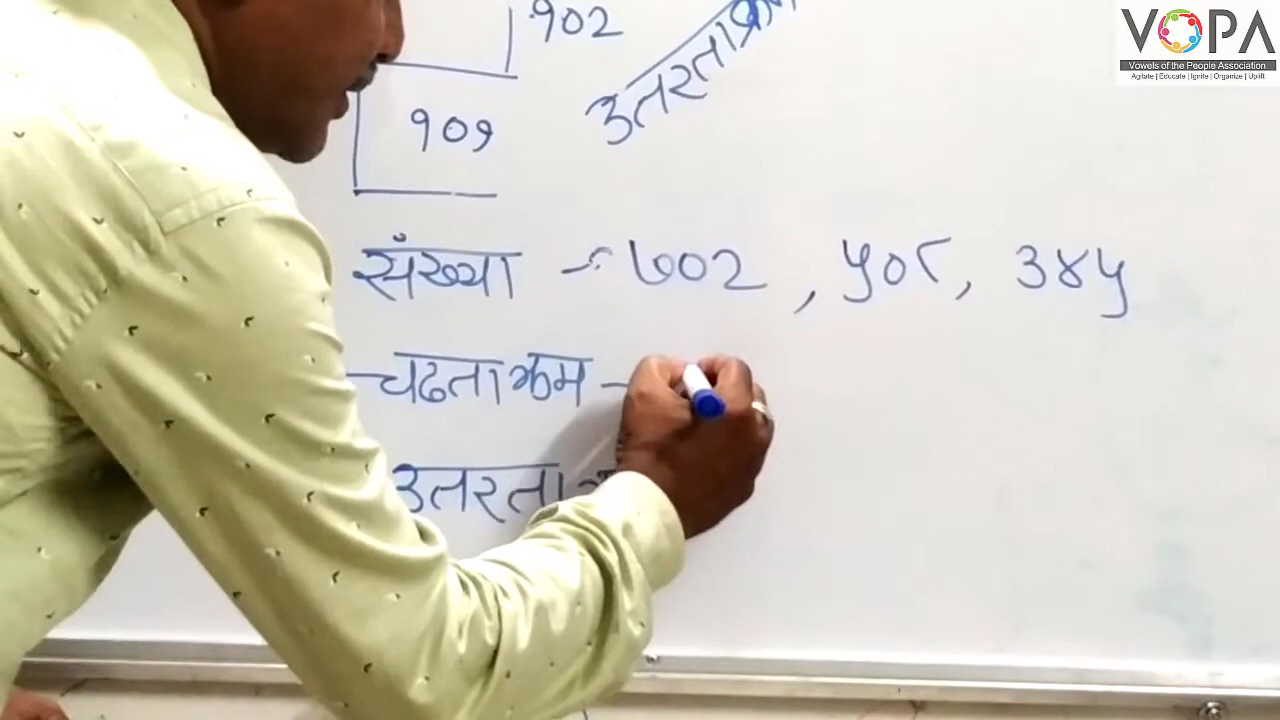 १०२
उतरताक्रम
१०१
संख्या - ७०२, ५०८, ३४५
चढताक्रम -
उतरता
VOPA
Vowels of the People Association
Agitate | Educate | Ignite | Organize | Uplift